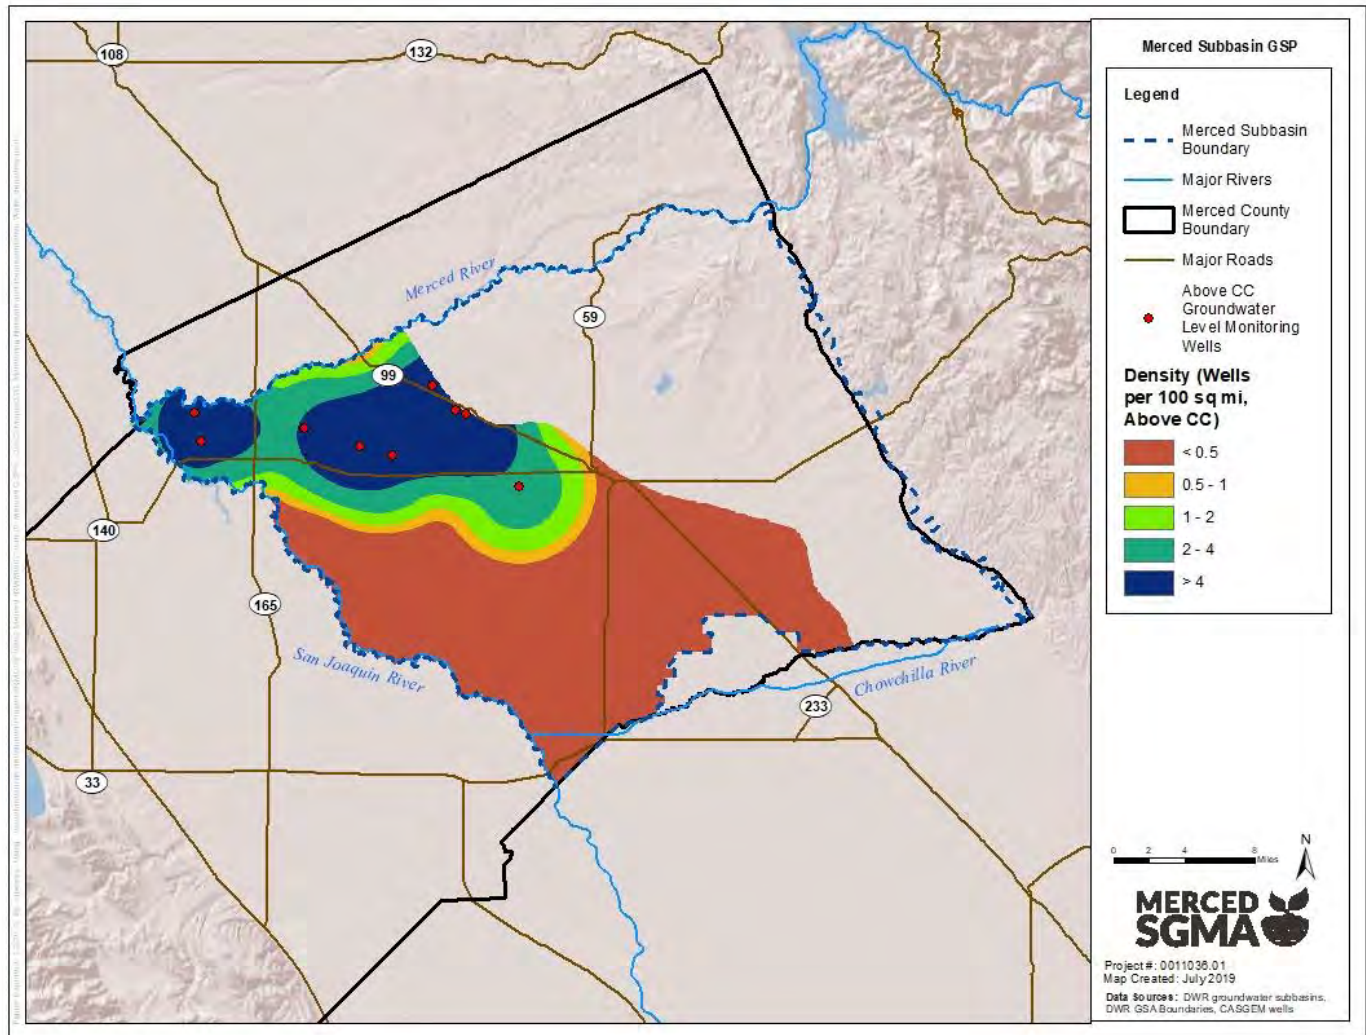 108
132
Merced River
59
99
140
165
San Joaquin River
Chowchilla River
233
33
Merced Subbasin GSP
Legend
Merced Subbasin
Boundary
Major Rivers
Merced County
Boundary
Major Roads
Above CC
Groundwater
Level Monitoring
Wells
Density (Wells
per 100 sq mi,
Above CC)
< 0.5
0.5 - 1
1 - 2
2 - 4
> 4
N
0 2 4 8
Miles
MERCED
SGMA
Project #: 0011036.01
Map Created: July 2019
Data Sources: DWR groundwater subbasins,
DWR GSA Boundaries, CASGEM wells